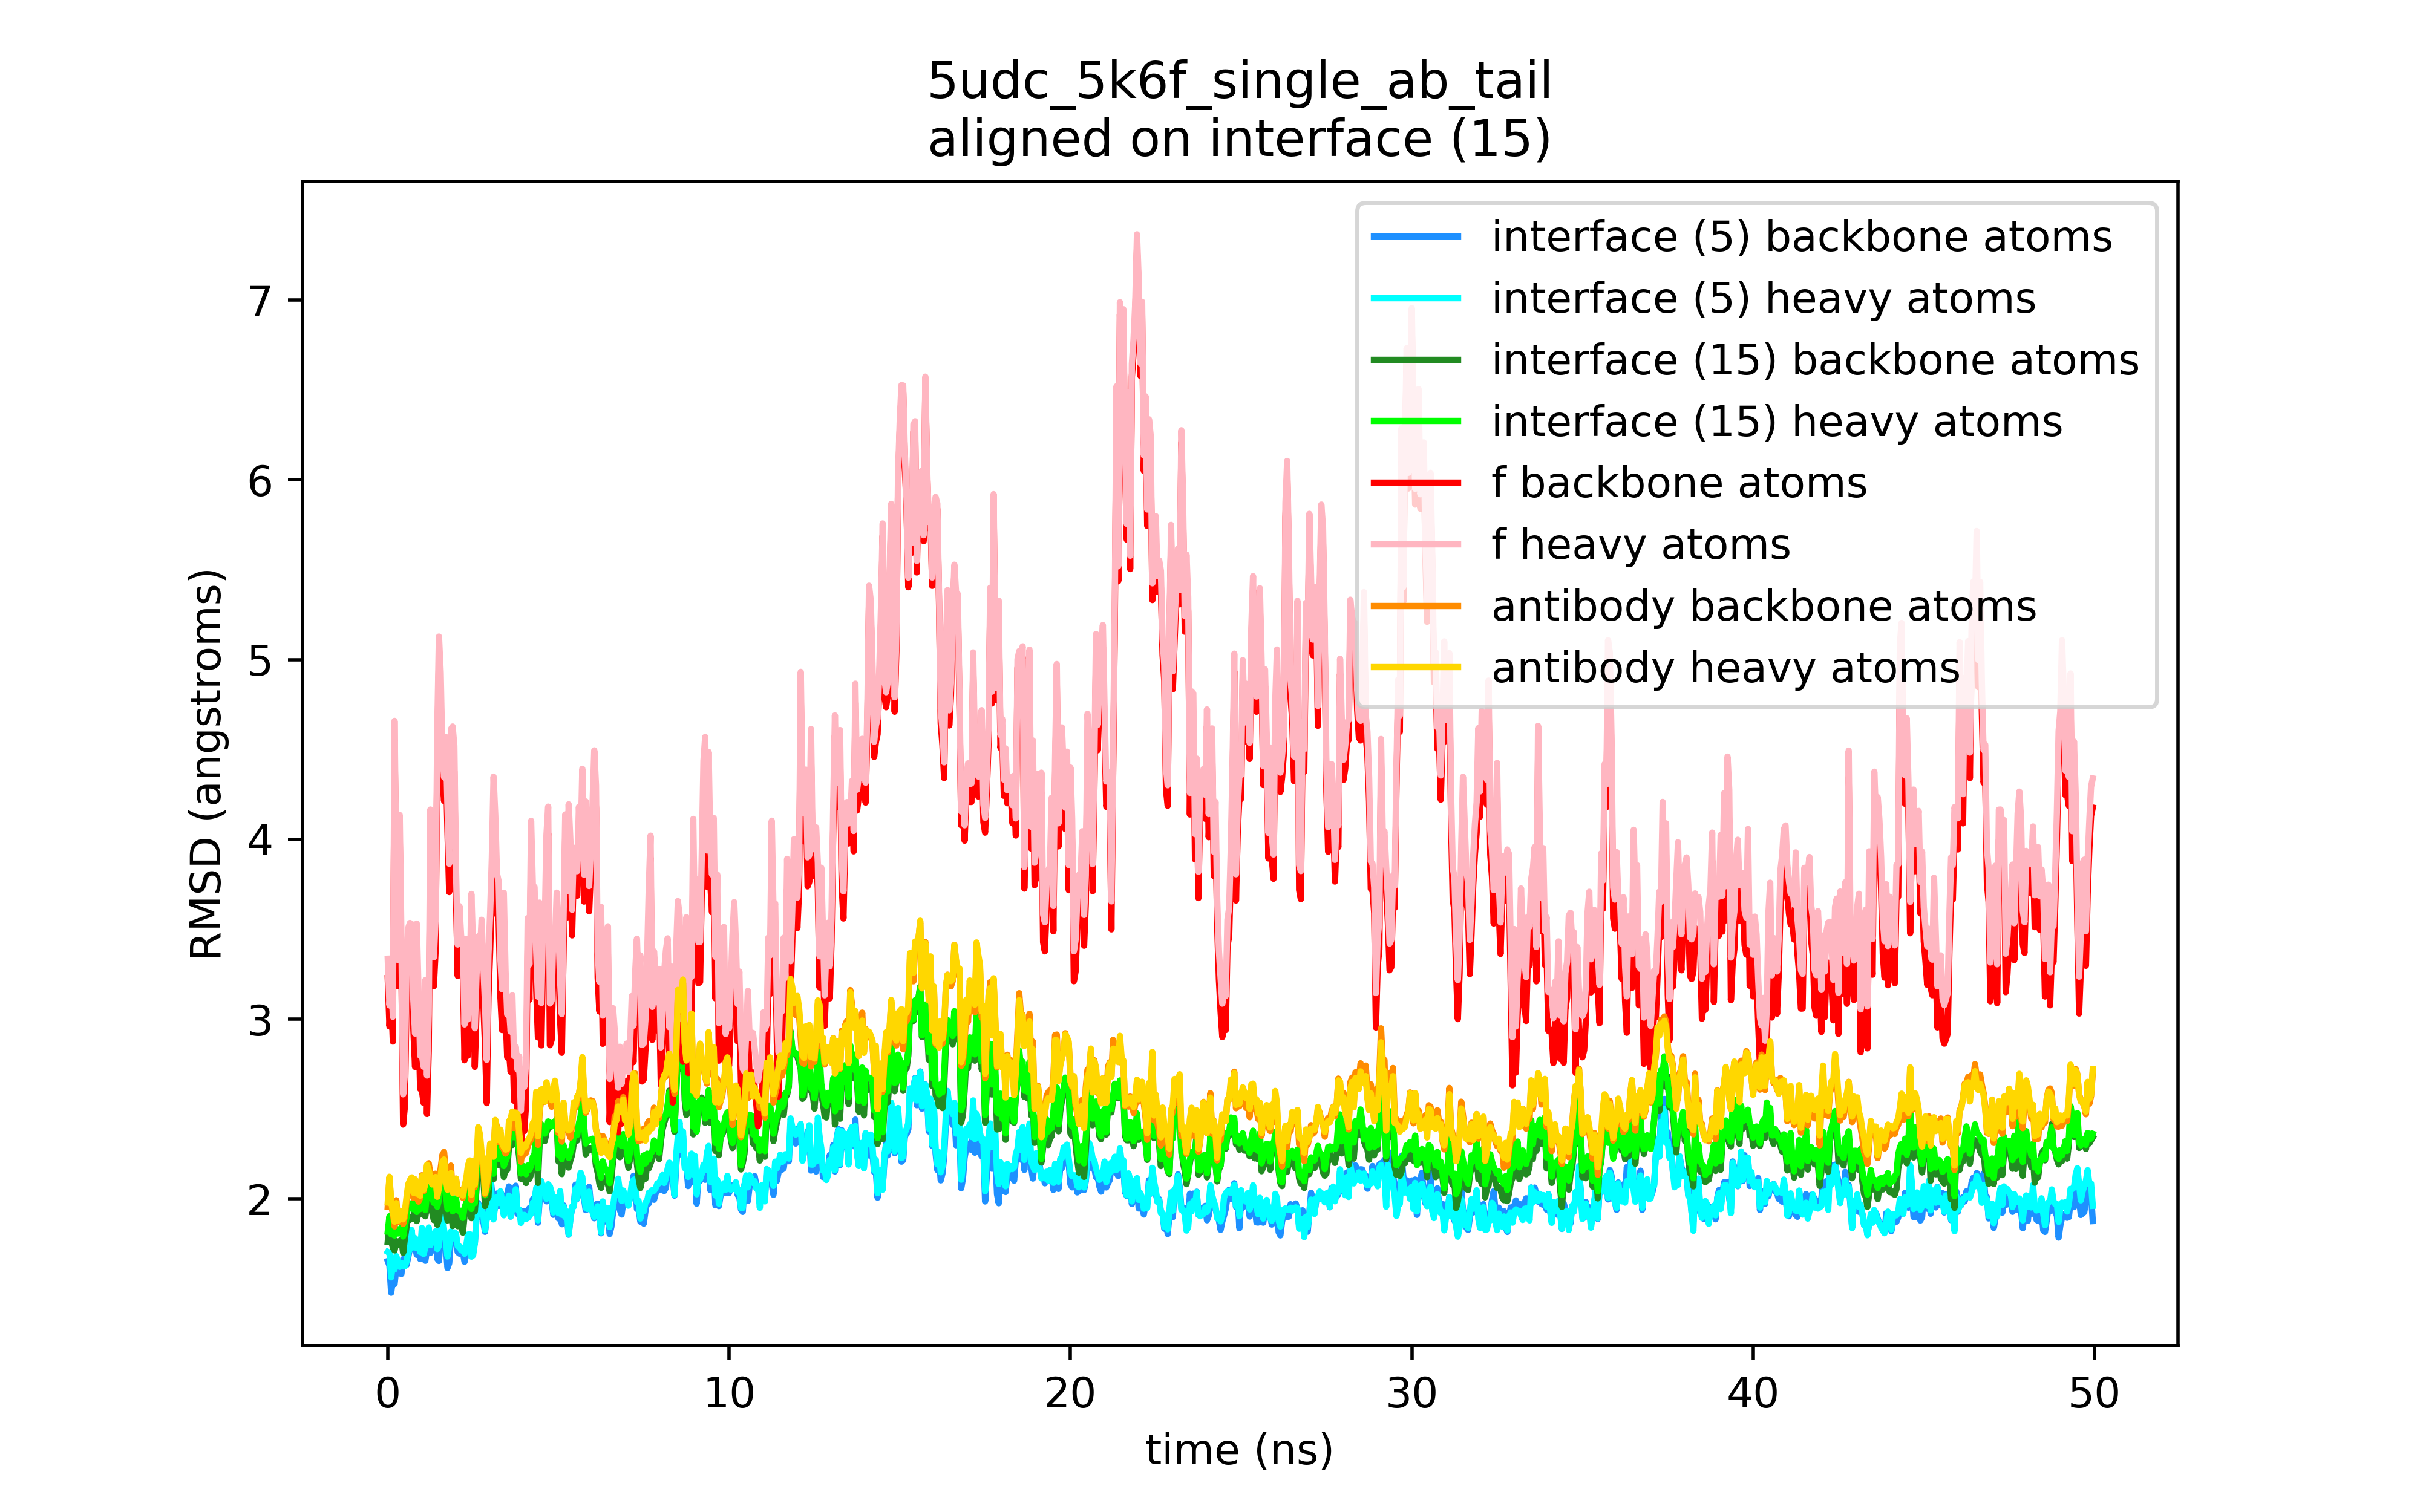 5udc_5k6f_single_ab_tail
aligned on interface (15)
interface (5) backbone atoms
interface (5) heavy atoms
interface (15) backbone atoms
interface (15) heavy atoms
f backbone atoms
f heavy atoms
antibody backbone atoms
antibody heavy atoms
RMSD (angstroms)
7
6
5
4
3
2
0 10 20 30 40 50
time (ns)